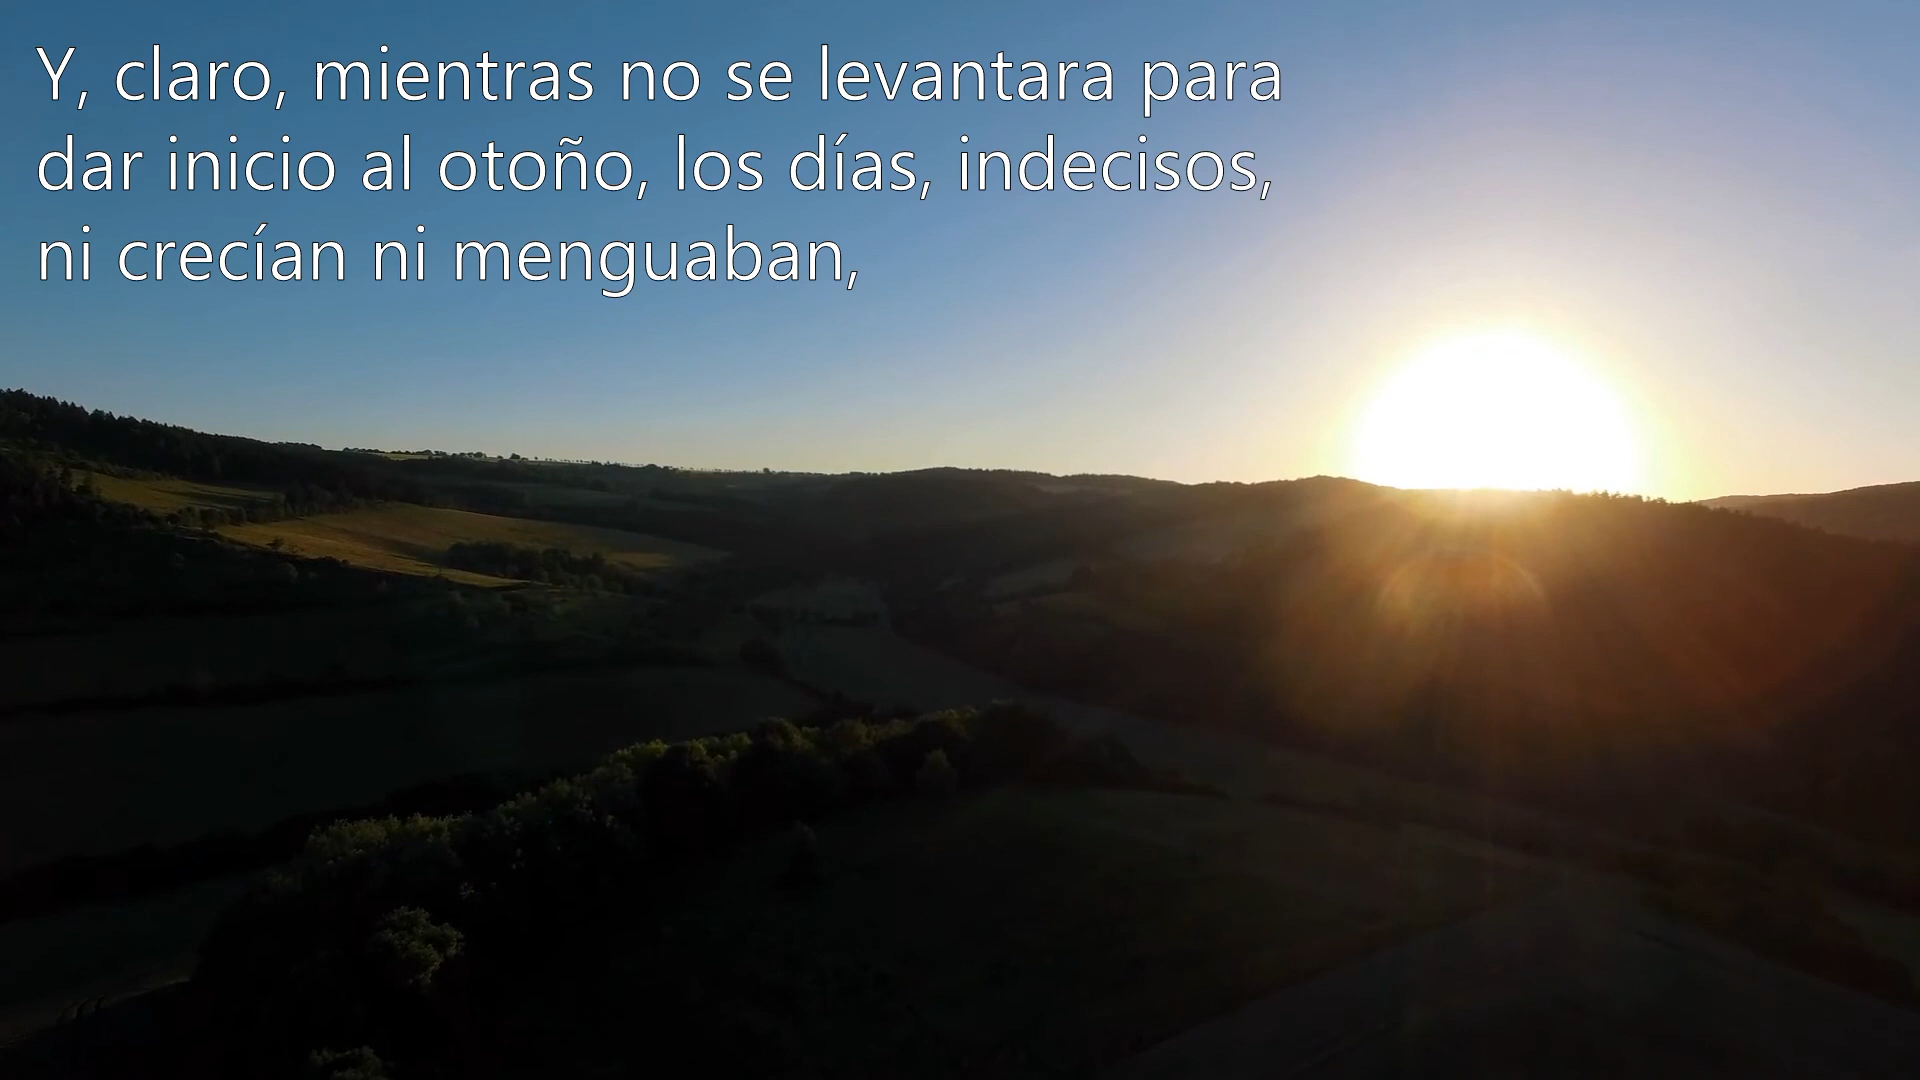 Y, claro, mientras no se levantara para
dar inicio al otoño, los días, indecisos,
ni crecían ni menguaban,